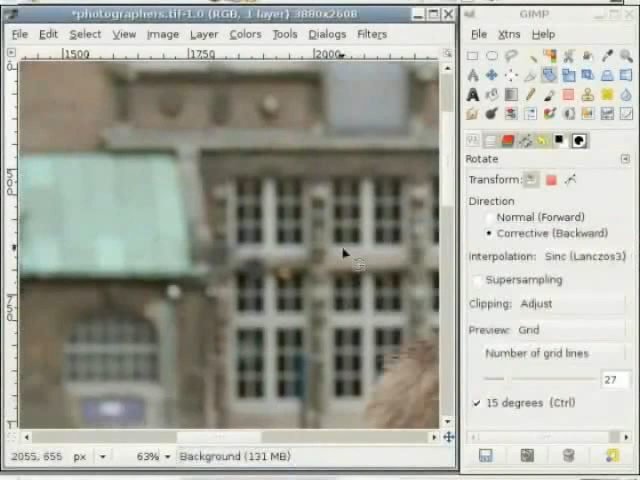 *photographers.tif-1.0 (RGB, 1 layer) 3880x2608
File Edit Select View Image Layer Colors Tools Dialogs Filters
1500 1750 2000
500
750
2055, 655 px 63% Background (131 MB)
GIMP
File Xtns Help
Rotate
Transform:
Direction
Normal (Forward)
Corrective (Backward)
Interpolation: Sinc (Lanczos3)
Supersampling
Clipping: Adjust
Preview: Grid
Number of grid lines
27
15 degrees (Ctrl)